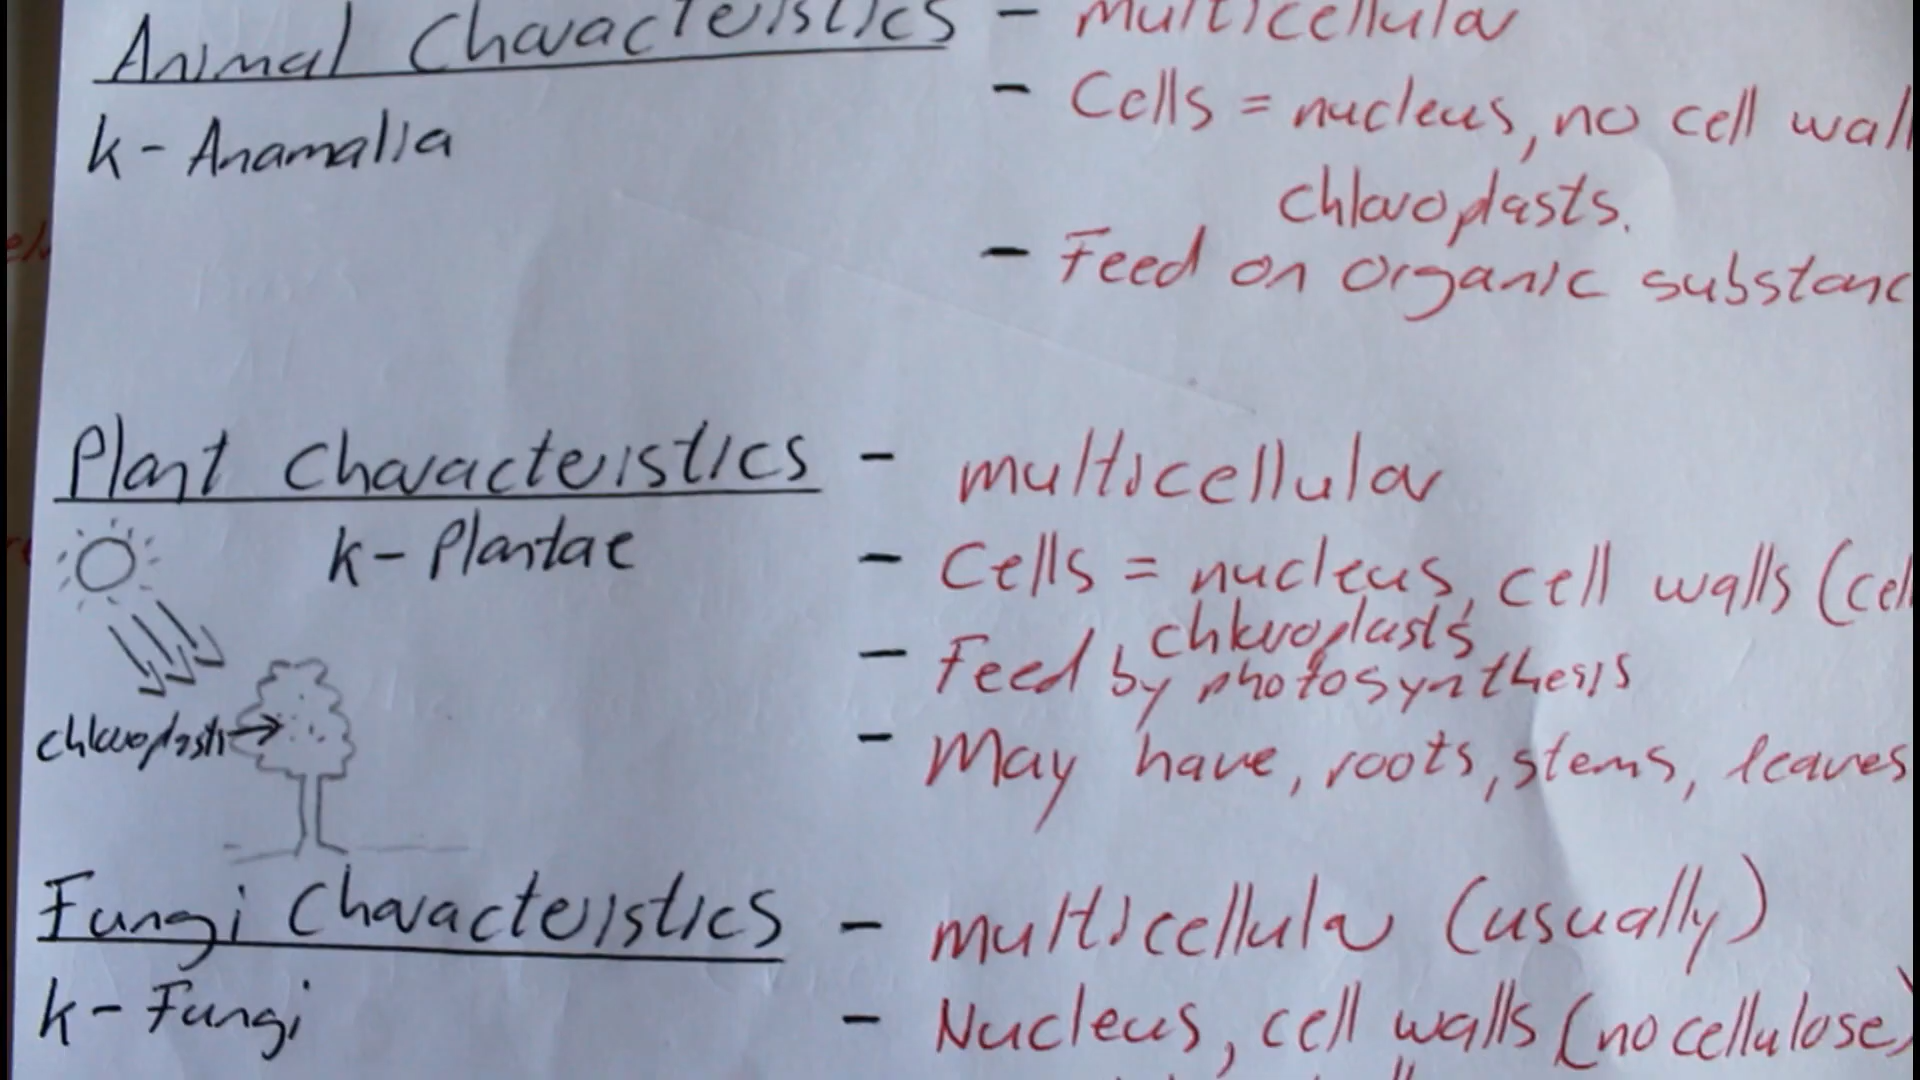 Animal Characteristics - Multicellular
k- Anamalia
- Cells = nucleus, no cell wall
chloroplasts.
- Feed on organic substanc
Plant Characteristics - multicellular
k- Plantae
- Cells = nucleus, cell walls (cel
chloroplasts
- Feed by photosynthesis
chloroplasts
- May have, roots, stems, leaves
Fungi Characteristics - multicellular (usually)
k- Fungi
- Nucleus, cell walls (no cellulose)